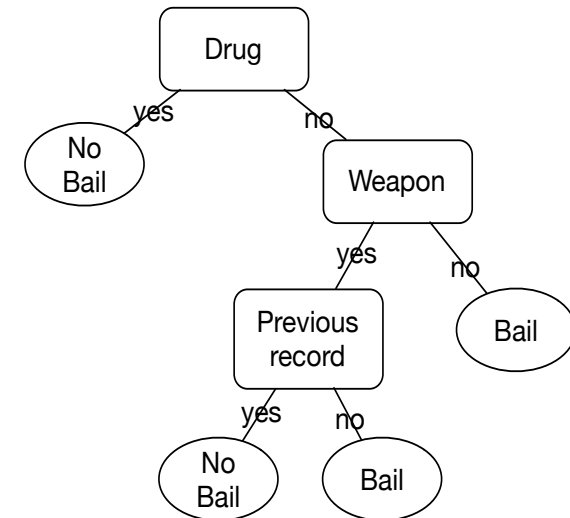 Drug
yes
no
No
Bail
Weapon
yes
no
Previous
record
Bail
yes
no
No
Bail
Bail